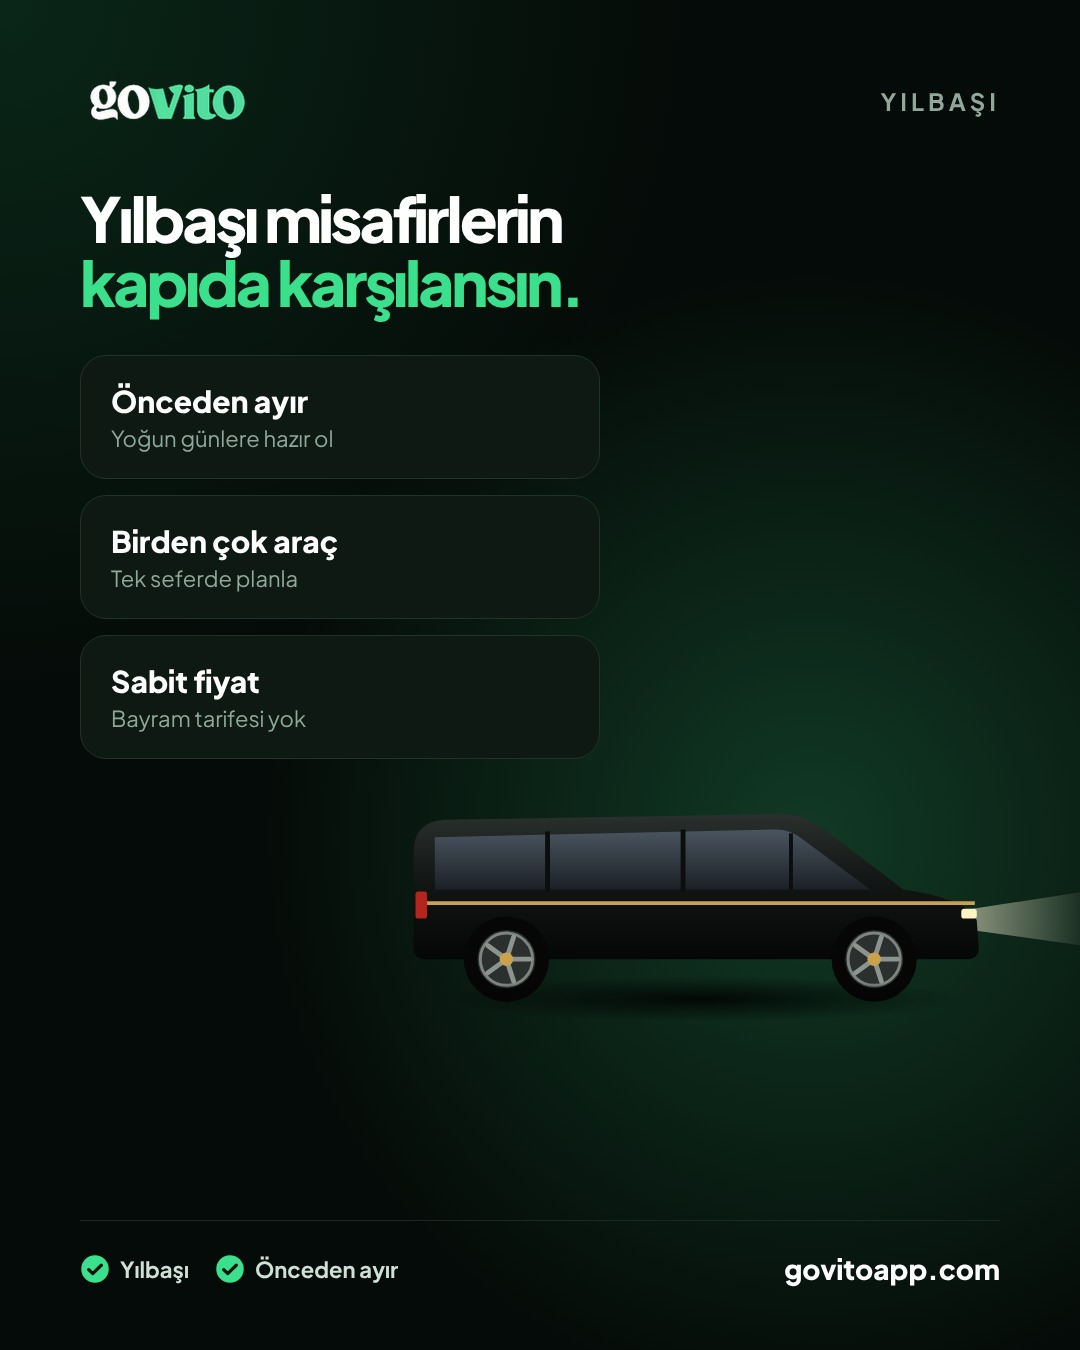 govito
YILBAŞI
Yılbaşı misafirlerin
kapıda karşılansın.
Önceden ayır
Yoğun günlere hazır ol
Birden çok araç
Tek seferde planla
Sabit fiyat
Bayram tarifesi yok
Yılbaşı
Önceden ayır
govitoapp.com